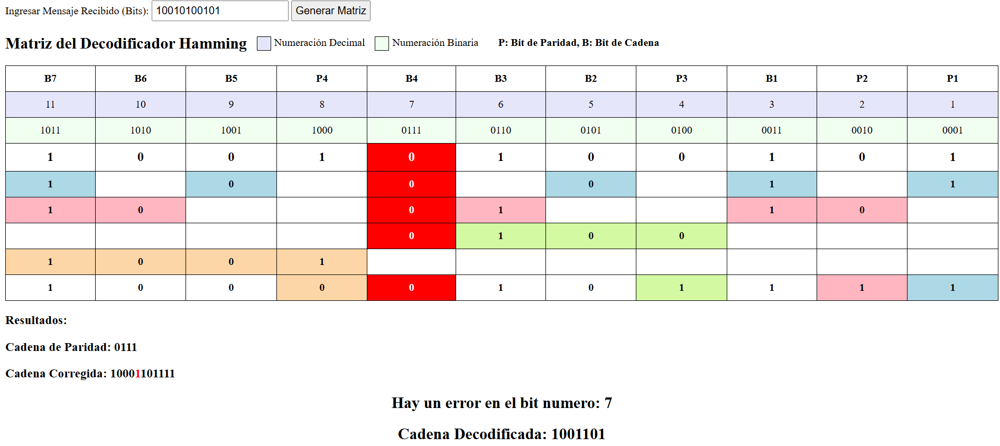 Ingresar Mensaje Recibido (Bits): 10010100101 Generar Matriz
Matriz del Decodificador Hamming Numeración Decimal Numeración Binaria P: Bit de Paridad, B: Bit de Cadena
B7 B6 B5 P4 B4 B3 B2 P3 B1 P2 P1
11 10 9 8 7 6 5 4 3 2 1
1011 1010 1001 1000 0111 0110 0101 0100 0011 0010 0001
1 0 0 1 0 1 0 0 1 0 1
1 0 0 0 1 1
1 0 0 1 1 0
0 1 0 0
1 0 0 1
1 0 0 0 0 1 0 1 1 1 1
Resultados:
Cadena de Paridad: 0111
Cadena Corregida: 10001101111
Hay un error en el bit numero: 7
Cadena Decodificada: 1001101